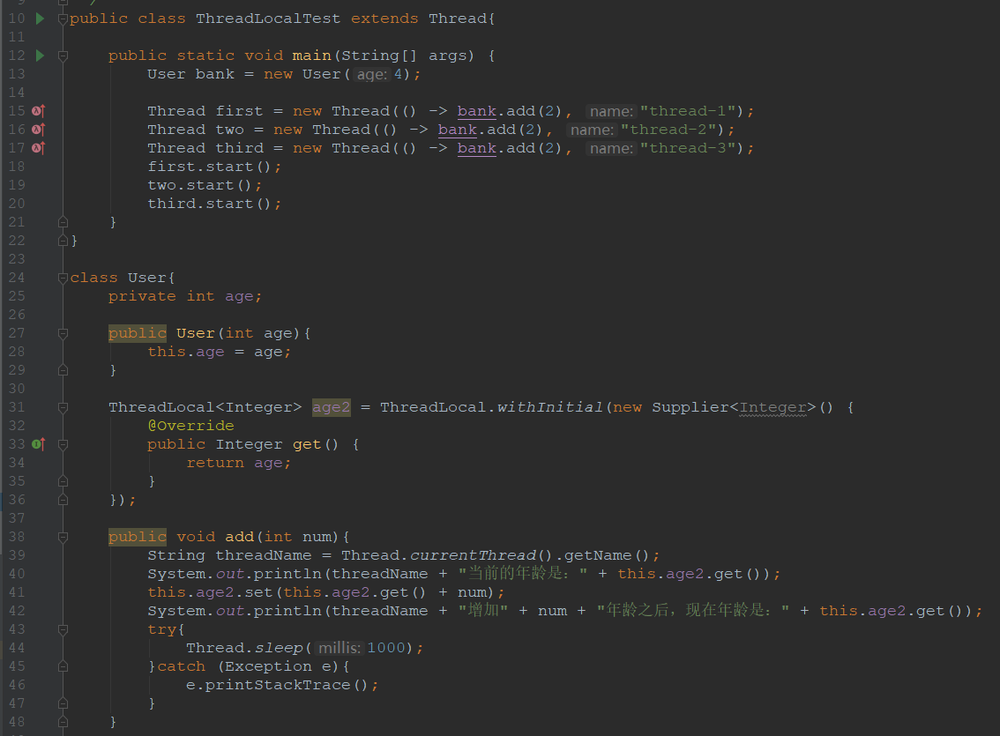 9
10 public class ThreadLocalTest extends Thread{
11
12 public static void main(String[] args) {
13 User bank = new User( age: 4);
14
15 Thread first = new Thread(() -> bank.add(2), name: "thread-1");
16 Thread two = new Thread(() -> bank.add(2), name: "thread-2");
17 Thread third = new Thread(() -> bank.add(2), name: "thread-3");
18 first.start();
19 two.start();
20 third.start();
21 }
22 }
23
24 class User{
25 private int age;
26
27 public User(int age){
28 this.age = age;
29 }
30
31 ThreadLocal<Integer> age2 = ThreadLocal.withInitial(new Supplier<Integer>() {
32 @Override
33 public Integer get() {
34 return age;
35 }
36 });
37
38 public void add(int num){
39 String threadName = Thread.currentThread().getName();
40 System.out.println(threadName + "当前的年龄是：" + this.age2.get());
41 this.age2.set(this.age2.get() + num);
42 System.out.println(threadName + "增加" + num + "年龄之后，现在年龄是：" + this.age2.get());
43 try{
44 Thread.sleep( millis: 1000);
45 }catch (Exception e){
46 e.printStackTrace();
47 }
48 }